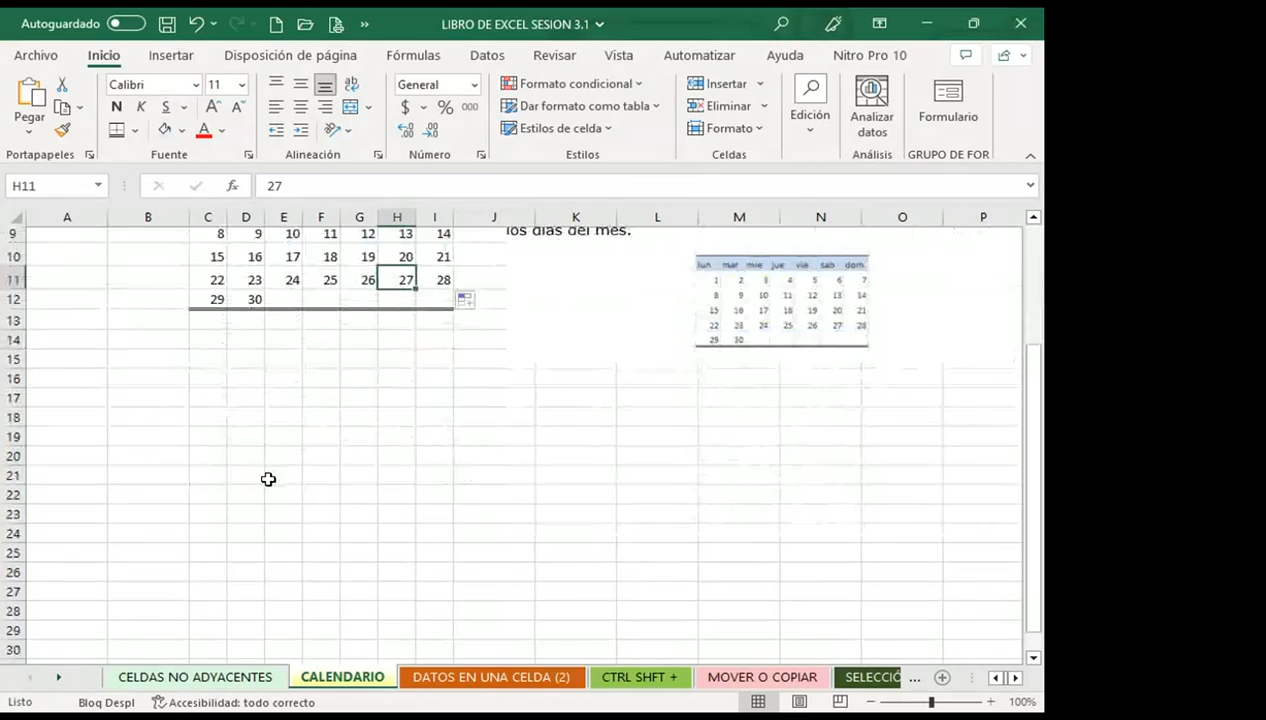 Autoguardado LIBRO DE EXCEL SESION 3.1
Archivo Inicio Insertar Disposición de página Fórmulas Datos Revisar Vista Automatizar Ayuda Nitro Pro 10
Pegar
Calibri 11
N K S A A
A
ab
General
$ % 000
Formato condicional
Dar formato como tabla
Estilos de celda
Insertar
Eliminar
Formato
Edición
Analizar datos
Formulario
Portapapeles Fuente Alineación Número Estilos Celdas Análisis GRUPO DE FOR
H11 fx 27
A B C D E F G H I J K L M N O P
9 8 9 10 11 12 13 14 los días del mes.
10 15 16 17 18 19 20 21
11 22 23 24 25 26 27 28
12 29 30
lun mar mie jue vie sab dom.
1 2 3 4 5 6 7
8 9 10 11 12 13 14
15 16 17 18 19 20 21
22 23 24 25 26 27 28
29 30
13
14
15
16
17
18
19
20
21
22
23
24
25
26
27
28
29
30
CELDAS NO ADYACENTES CALENDARIO DATOS EN UNA CELDA (2) CTRL SHFT + MOVER O COPIAR SELECCIÓ ...
Listo Bloq Despl Accesibilidad: todo correcto 100%